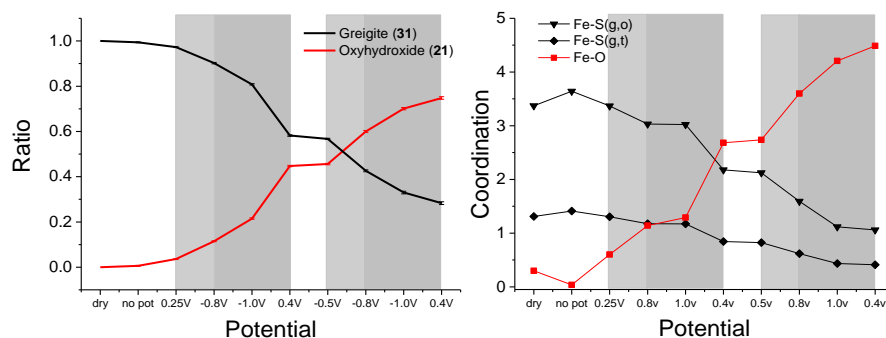 Greigite (31)
Oxyhydroxide (21)
Ratio
1.0
0.8
0.6
0.4
0.2
0.0
dry no pot 0.25V -0.8V -1.0V 0.4V -0.5V -0.8V -1.0V 0.4V
Potential
Fe-S(g,o)
Fe-S(g,t)
Fe-O
Coordination
5
4
3
2
1
0
dry no pot 0.25V 0.8v 1.0v 0.4v 0.5v 0.8v 1.0v 0.4v
Potential